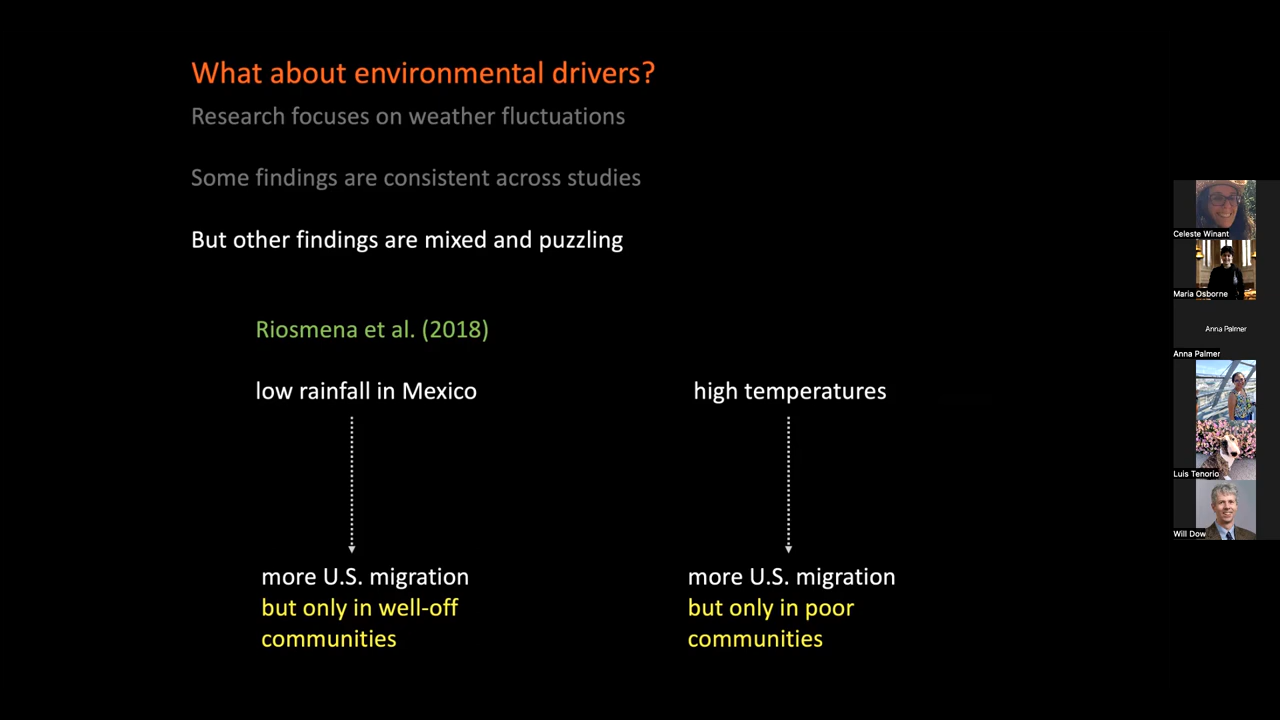 What about environmental drivers?
Research focuses on weather fluctuations
Some findings are consistent across studies
But other findings are mixed and puzzling
Riosmena et al. (2018)
low rainfall in Mexico
more U.S. migration
but only in well-off
communities
high temperatures
more U.S. migration
but only in poor
communities
Celeste Winant
Maria Osborne
Anna Palmer
Anna Palmer
Luis Tenorio
Will Dow